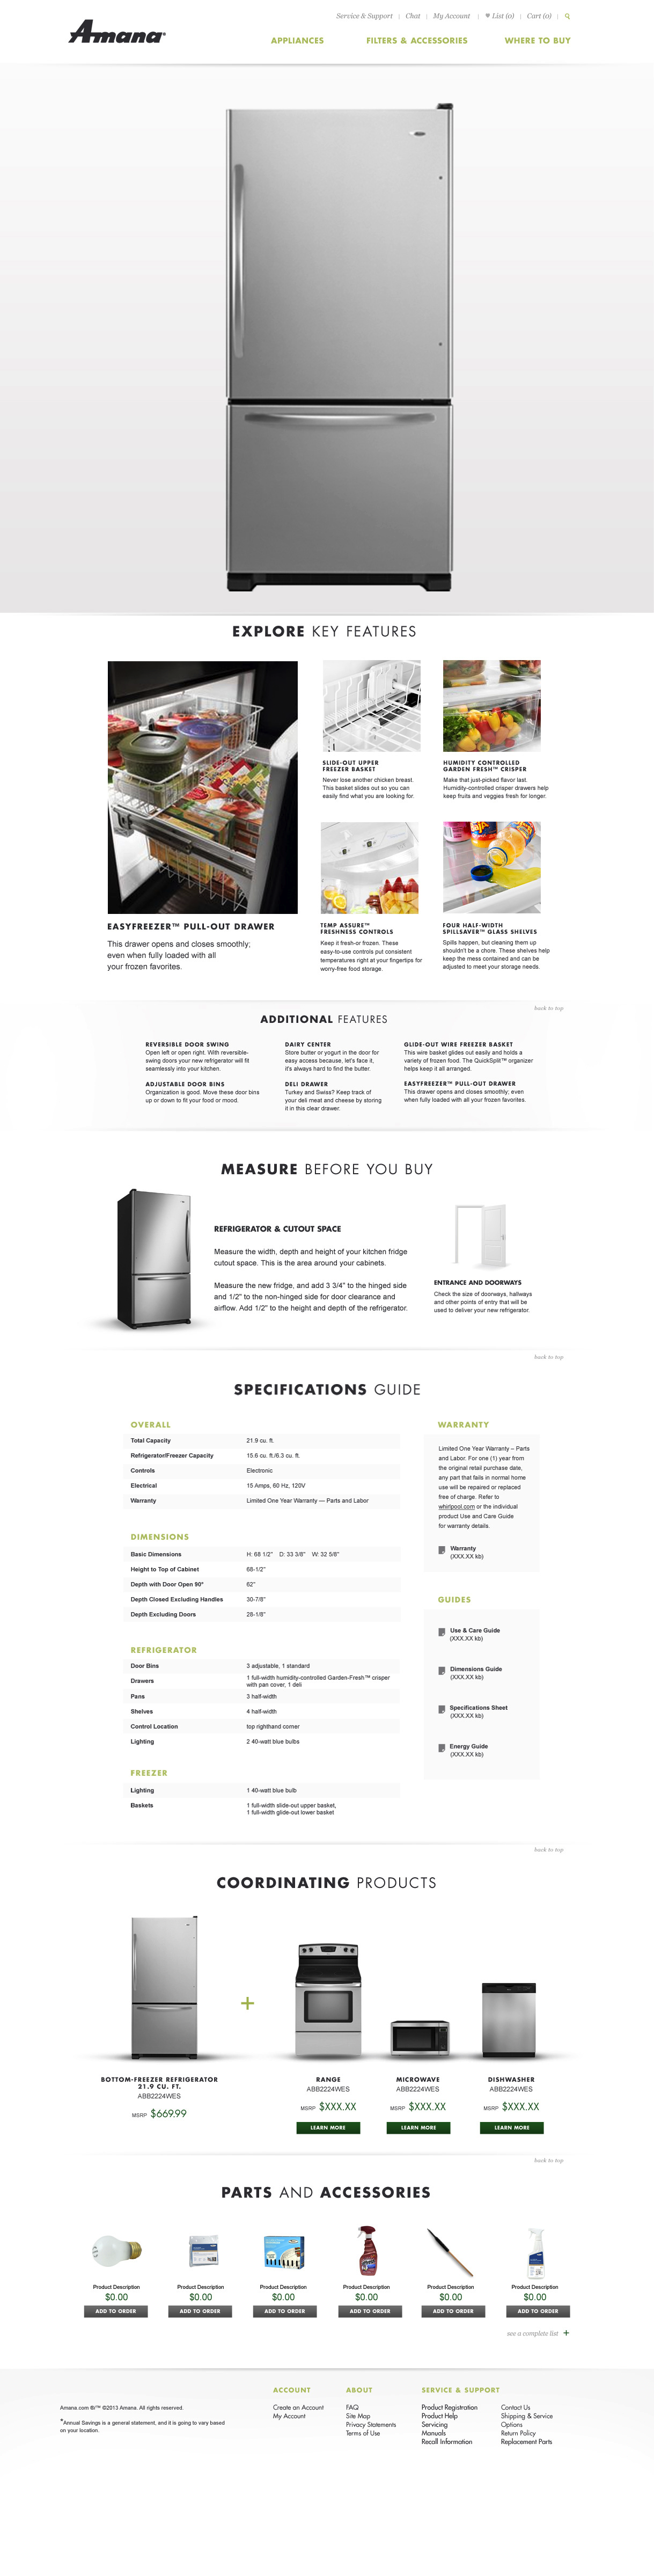 Service & Support | Chat | My Account | List (0) | Cart (0) |
Amana®
APPLIANCES FILTERS & ACCESSORIES WHERE TO BUY
EXPLORE KEY FEATURES
EASYFREEZER™ PULL-OUT DRAWER
This drawer opens and closes smoothly;
even when fully loaded with all
your frozen favorites.
SLIDE-OUT UPPER
FREEZER BASKET
Never lose another chicken breast.
This basket slides out so you can
easily find what you are looking for.
HUMIDITY CONTROLLED
GARDEN FRESH™ CRISPER
Make that just-picked flavor last.
Humidity-controlled crisper drawers help
keep fruits and veggies fresh for longer.
TEMP ASSURE™
FRESHNESS CONTROLS
Keep it fresh-or frozen. These
easy-to-use controls put consistent
temperatures right at your fingertips for
worry-free food storage.
FOUR HALF-WIDTH
SPILLSAVER™ GLASS SHELVES
Spills happen, but cleaning them up
shouldn't be a chore. These shelves help
keep the mess contained and can be
adjusted to meet your storage needs.
back to top
ADDITIONAL FEATURES
REVERSIBLE DOOR SWING
Open left or open right. With reversible-
swing doors your new refrigerator will fit
seamlessly into your kitchen.
ADJUSTABLE DOOR BINS
Organization is good. Move these door bins
up or down to fit your food or mood.
DAIRY CENTER
Store butter or yogurt in the door for
easy access because, let's face it,
it's always hard to find the butter.
DELI DRAWER
Turkey and Swiss? Keep track of
your deli meat and cheese by storing
it in this clear drawer.
GLIDE-OUT WIRE FREEZER BASKET
This wire basket glides out easily and holds a
variety of frozen food. The QuickSplit™ organizer
helps keep it all arranged.
EASYFREEZER™ PULL-OUT DRAWER
This drawer opens and closes smoothly; even
when fully loaded with all your frozen favorites.
MEASURE BEFORE YOU BUY
REFRIGERATOR & CUTOUT SPACE
Measure the width, depth and height of your kitchen fridge
cutout space. This is the area around your cabinets.
Measure the new fridge, and add 3 3/4" to the hinged side
and 1/2" to the non-hinged side for door clearance and
airflow. Add 1/2" to the height and depth of the refrigerator.
ENTRANCE AND DOORWAYS
Check the size of doorways, hallways
and other points of entry that will be
used to deliver your new refrigerator.
back to top
SPECIFICATIONS GUIDE
OVERALL
Total Capacity 21.9 cu. ft.
Refrigerator/Freezer Capacity 15.6 cu. ft./6.3 cu. ft.
Controls Electronic
Electrical 15 Amps, 60 Hz, 120V
Warranty Limited One Year Warranty — Parts and Labor
DIMENSIONS
Basic Dimensions H: 68 1/2" D: 33 3/8" W: 32 5/8"
Height to Top of Cabinet 68-1/2"
Depth with Door Open 90° 62"
Depth Closed Excluding Handles 30-7/8"
Depth Excluding Doors 28-1/8"
REFRIGERATOR
Door Bins 3 adjustable, 1 standard
Drawers 1 full-width humidity-controlled Garden-Fresh™ crisper
with pan cover, 1 deli
Pans 3 half-width
Shelves 4 half-width
Control Location top righthand corner
Lighting 2 40-watt blue bulbs
FREEZER
Lighting 1 40-watt blue bulb
Baskets 1 full-width slide-out upper basket,
1 full-width glide-out lower basket
WARRANTY
Limited One Year Warranty – Parts
and Labor. For one (1) year from
the original retail purchase date,
any part that fails in normal home
use will be repaired or replaced
free of charge. Refer to
whirlpool.com or the individual
product Use and Care Guide
for warranty details.
Warranty
(XXX.XX kb)
GUIDES
Use & Care Guide
(XXX.XX kb)
Dimensions Guide
(XXX.XX kb)
Specifications Sheet
(XXX.XX kb)
Energy Guide
(XXX.XX kb)
back to top
COORDINATING PRODUCTS
+
BOTTOM-FREEZER REFRIGERATOR
21.9 CU. FT.
ABB2224WES
MSRP $669.99
RANGE
ABB2224WES
MSRP $XXX.XX
LEARN MORE
MICROWAVE
ABB2224WES
MSRP $XXX.XX
LEARN MORE
DISHWASHER
ABB2224WES
MSRP $XXX.XX
LEARN MORE
back to top
PARTS AND ACCESSORIES
Product Description Product Description Product Description Product Description Product Description Product Description
$0.00 $0.00 $0.00 $0.00 $0.00 $0.00
ADD TO ORDER ADD TO ORDER ADD TO ORDER ADD TO ORDER ADD TO ORDER ADD TO ORDER
see a complete list +
Amana.com ®/™ ©2013 Amana. All rights reserved.
*Annual Savings is a general statement, and it is going to vary based
on your location.
ACCOUNT
Create an Account
My Account
ABOUT
FAQ
Site Map
Privacy Statements
Terms of Use
SERVICE & SUPPORT
Product Registration
Product Help
Servicing
Manuals
Recall Information
Contact Us
Shipping & Service
Options
Return Policy
Replacement Parts